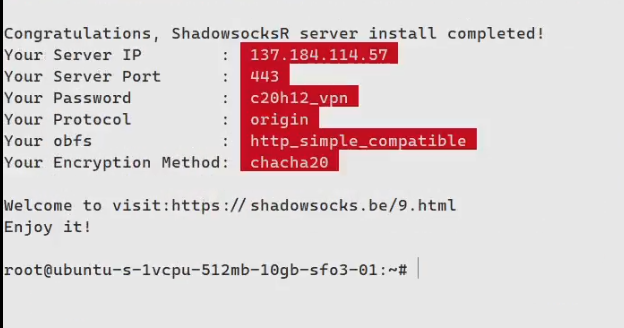 Congratulations, ShadowsocksR server install completed!
Your Server IP        :  137.184.114.57
Your Server Port      :  443
Your Password         :  c20h12_vpn
Your Protocol         :  origin
Your obfs             :  http_simple_compatible
Your Encryption Method:  chacha20
Welcome to visit:https://shadowsocks.be/9.html
Enjoy it!
root@ubuntu-s-1vcpu-512mb-10gb-sfo3-01:~#